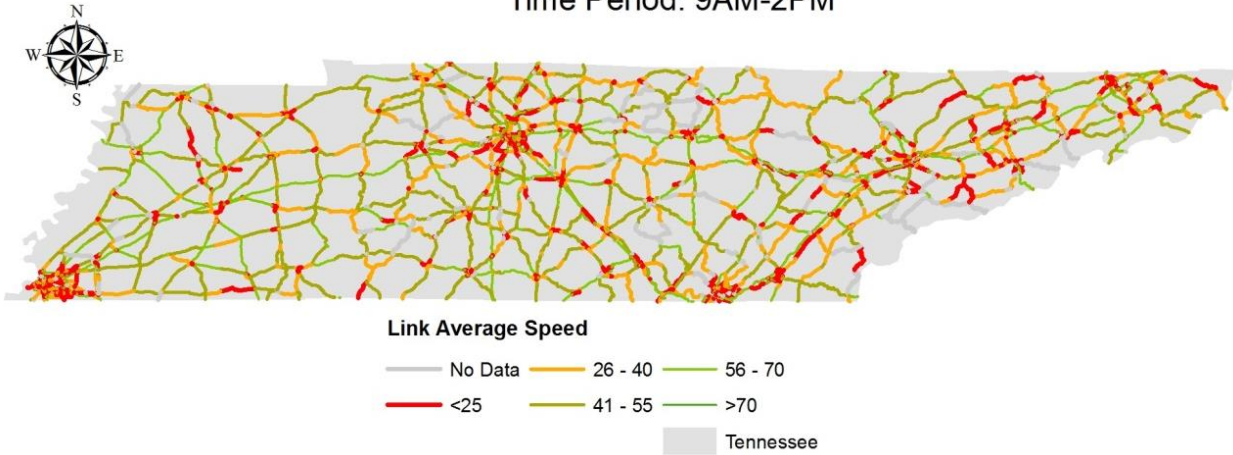 Time Period: 9AM-2PM
N
W E
S
Link Average Speed
No Data 26 - 40 56 - 70
<25 41 - 55 >70
Tennessee